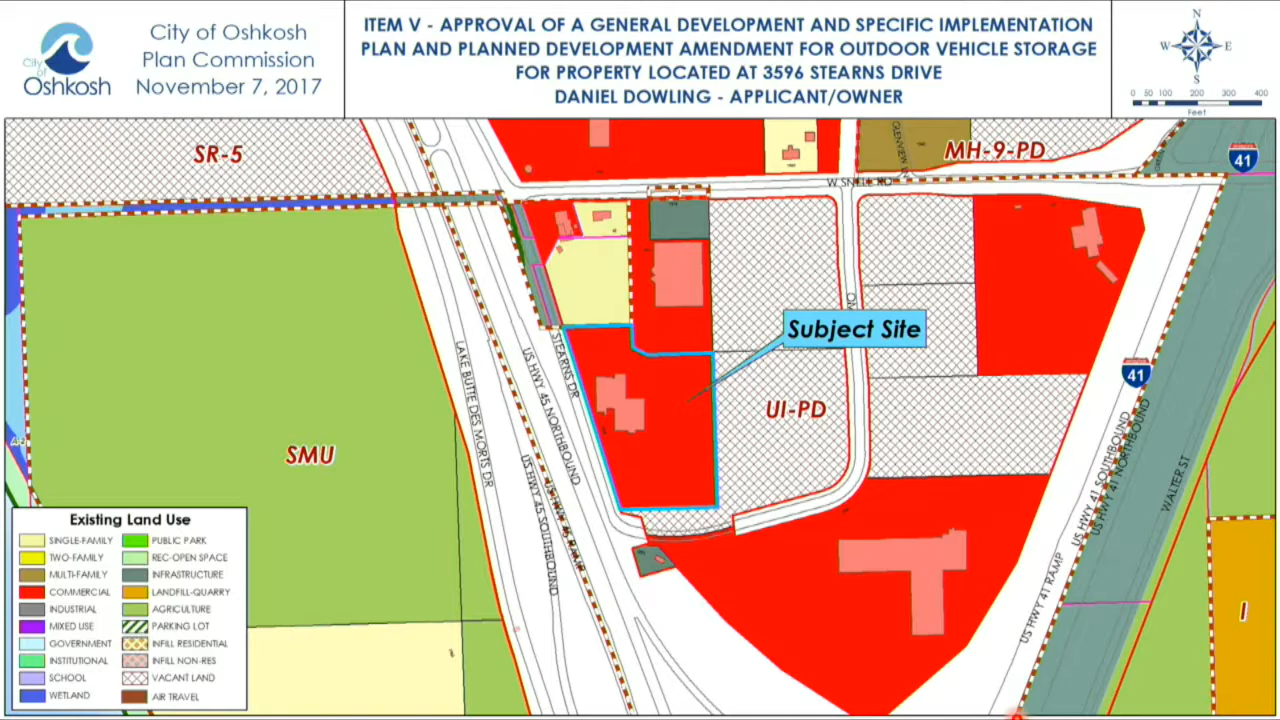 City of Oshkosh
Plan Commission
November 7, 2017
City
of
Oshkosh
ITEM V - APPROVAL OF A GENERAL DEVELOPMENT AND SPECIFIC IMPLEMENTATION
PLAN AND PLANNED DEVELOPMENT AMENDMENT FOR OUTDOOR VEHICLE STORAGE
FOR PROPERTY LOCATED AT 3596 STEARNS DRIVE
DANIEL DOWLING - APPLICANT/OWNER
N
W
E
S
0 50 100 200 300 400
Feet
SR-5
MH-9-PD
41
GLENVIEW LN
W SNELL RD
Subject Site
41
STEARNS DR
LAKE BUTTE DES MORTS DR
US HWY 45 NORTHBOUND
US HWY 45 SOUTHBOUND
US HWY 45 RAMP
UI-PD
SMU
US HWY 41 SOUTHBOUND
US HWY 41 NORTHBOUND
WALTER ST
US HWY 41 RAMP
I
Existing Land Use
SINGLE-FAMILY
TWO-FAMILY
MULTI-FAMILY
COMMERCIAL
INDUSTRIAL
MIXED USE
GOVERNMENT
INSTITUTIONAL
SCHOOL
WETLAND
PUBLIC PARK
REC-OPEN SPACE
INFRASTRUCTURE
LANDFILL-QUARRY
AGRICULTURE
PARKING LOT
INFILL RESIDENTIAL
INFILL NON-RES
VACANT LAND
AIR TRAVEL